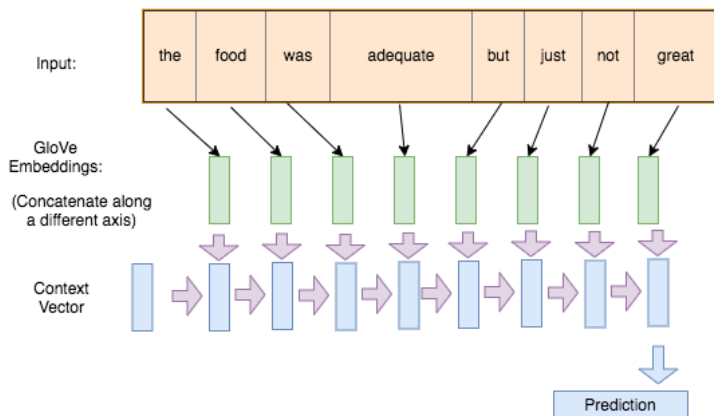 Input:
the food was adequate but just not great
GloVe
Embeddings:
(Concatenate along
a different axis)
Context
Vector
Prediction